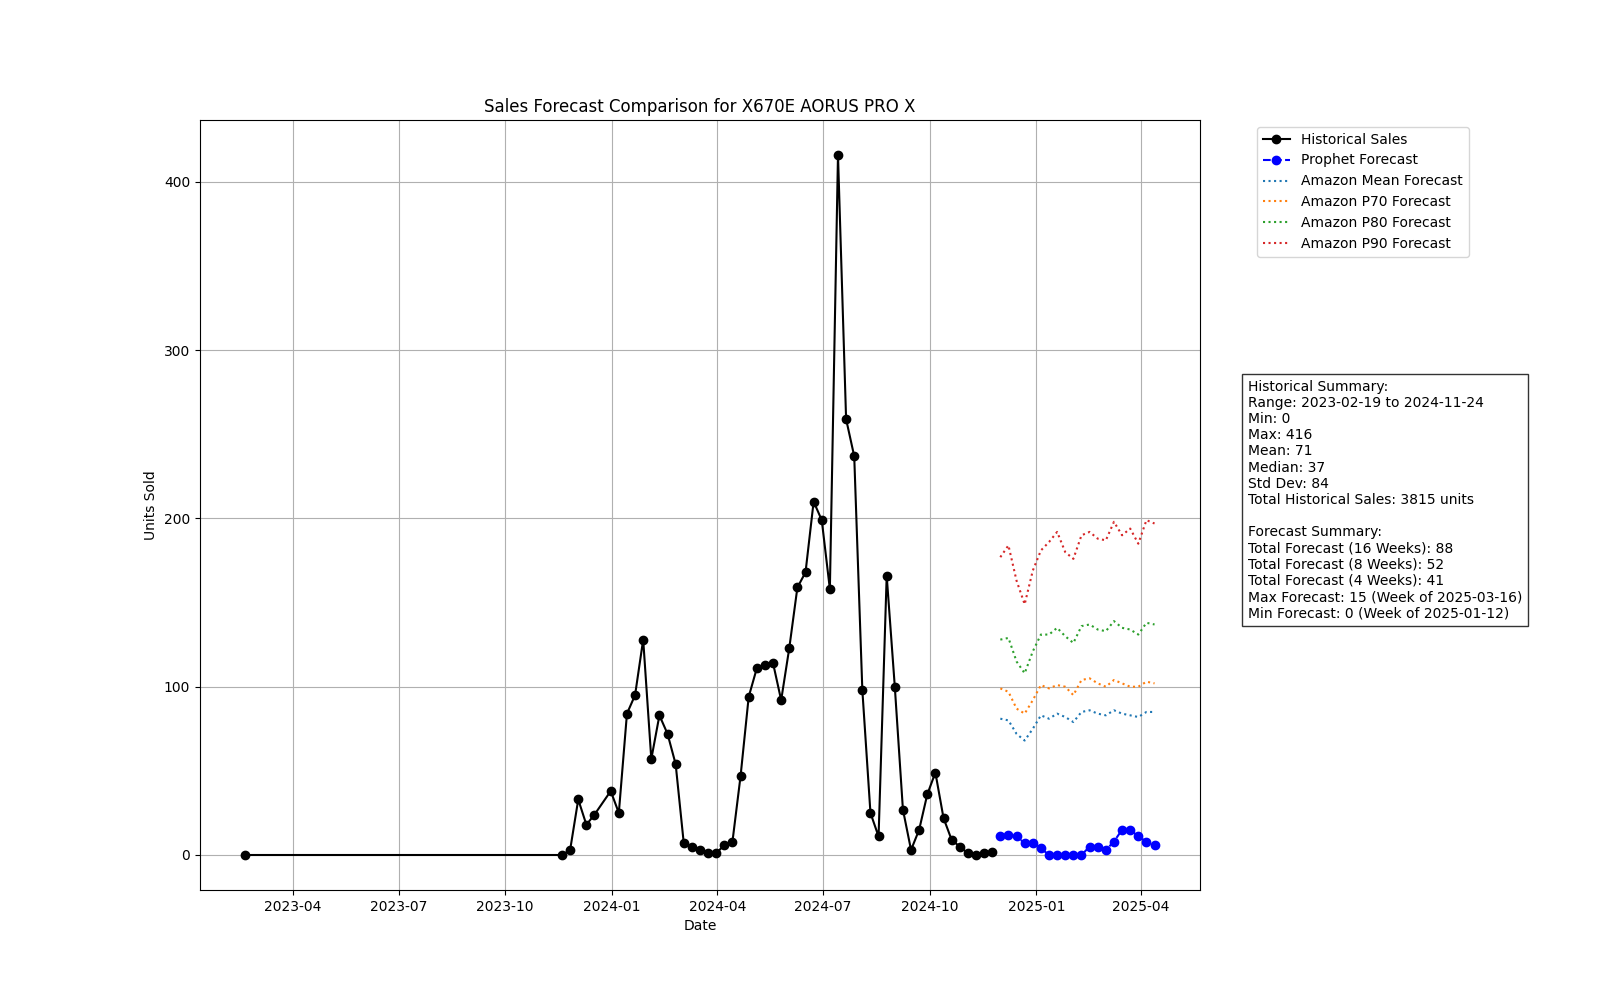 Sales Forecast Comparison for X670E AORUS PRO X
Historical Sales
Prophet Forecast
Amazon Mean Forecast
Amazon P70 Forecast
Amazon P80 Forecast
Amazon P90 Forecast
400
300
200
100
0
Units Sold
2023-04
2023-07
2023-10
2024-01
2024-04
2024-07
2024-10
2025-01
2025-04
Date
Historical Summary:
Range: 2023-02-19 to 2024-11-24
Min: 0
Max: 416
Mean: 71
Median: 37
Std Dev: 84
Total Historical Sales: 3815 units
Forecast Summary:
Total Forecast (16 Weeks): 88
Total Forecast (8 Weeks): 52
Total Forecast (4 Weeks): 41
Max Forecast: 15 (Week of 2025-03-16)
Min Forecast: 0 (Week of 2025-01-12)